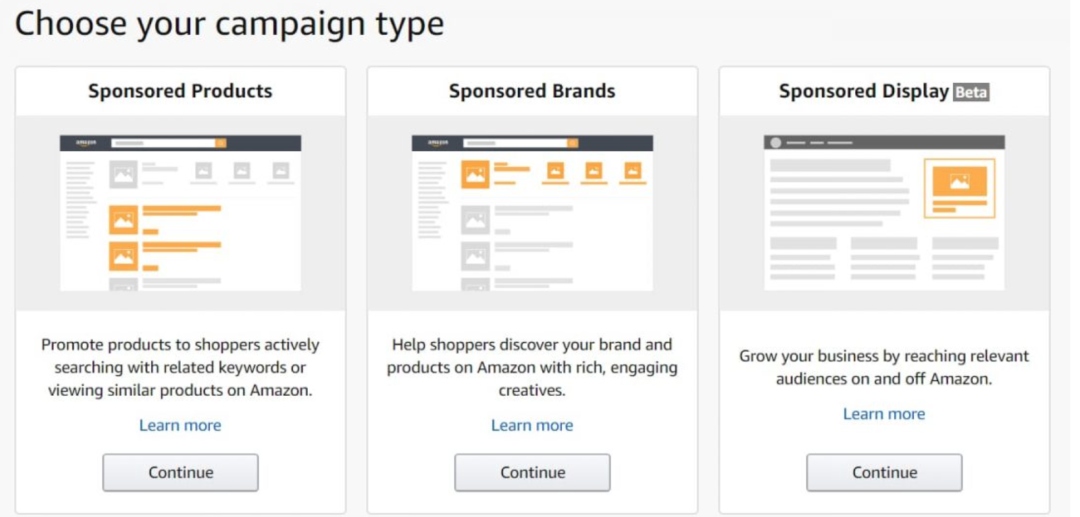 Choose your campaign type
Sponsored Products
Sponsored Brands
Sponsored Display Beta
amazon
amazon
Promote products to shoppers actively
searching with related keywords or
viewing similar products on Amazon.
Learn more
Continue
Help shoppers discover your brand and
products on Amazon with rich, engaging
creatives.
Learn more
Continue
Grow your business by reaching relevant
audiences on and off Amazon.
Learn more
Continue